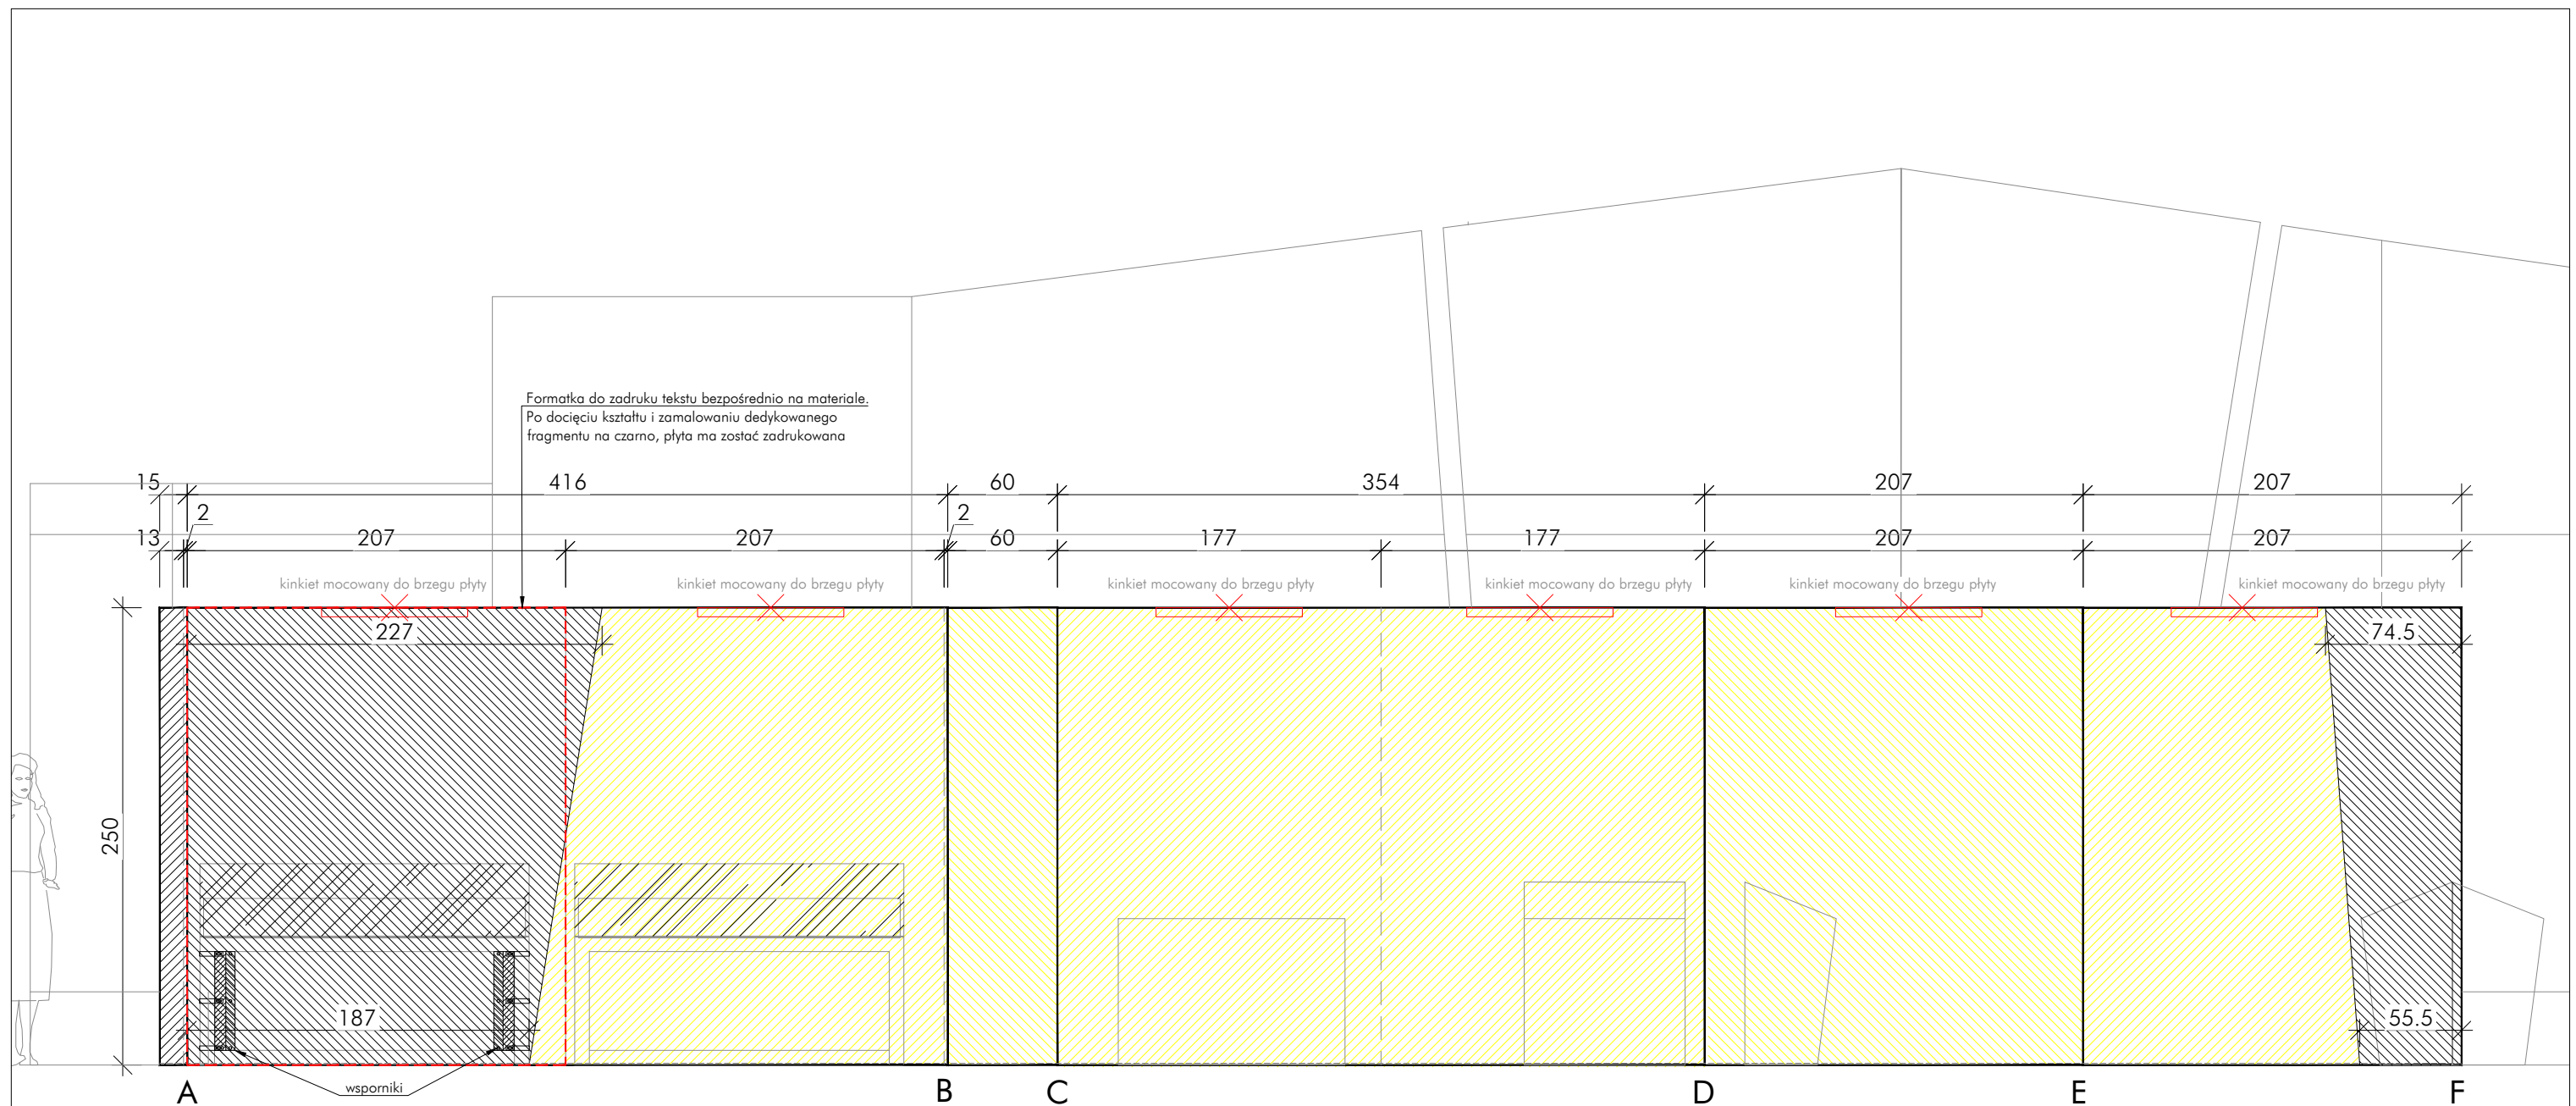 Formatka do zadruku tekstu bezpośrednio na materiale.
Po docięciu kształtu i zamalowaniu dedykowanego
fragmentu na czarno, płyta ma zostać zadrukowana
15
416
60
354
207
207
2
2
13
207
207
60
177
177
207
207
kinkiet mocowany do brzegu płyty
kinkiet mocowany do brzegu płyty
kinkiet mocowany do brzegu płyty
kinkiet mocowany do brzegu płyty
kinkiet mocowany do brzegu płyty
kinkiet mocowany do brzegu płyty
227
74.5
250
187
55.5
wsporniki
A
B
C
D
E
F